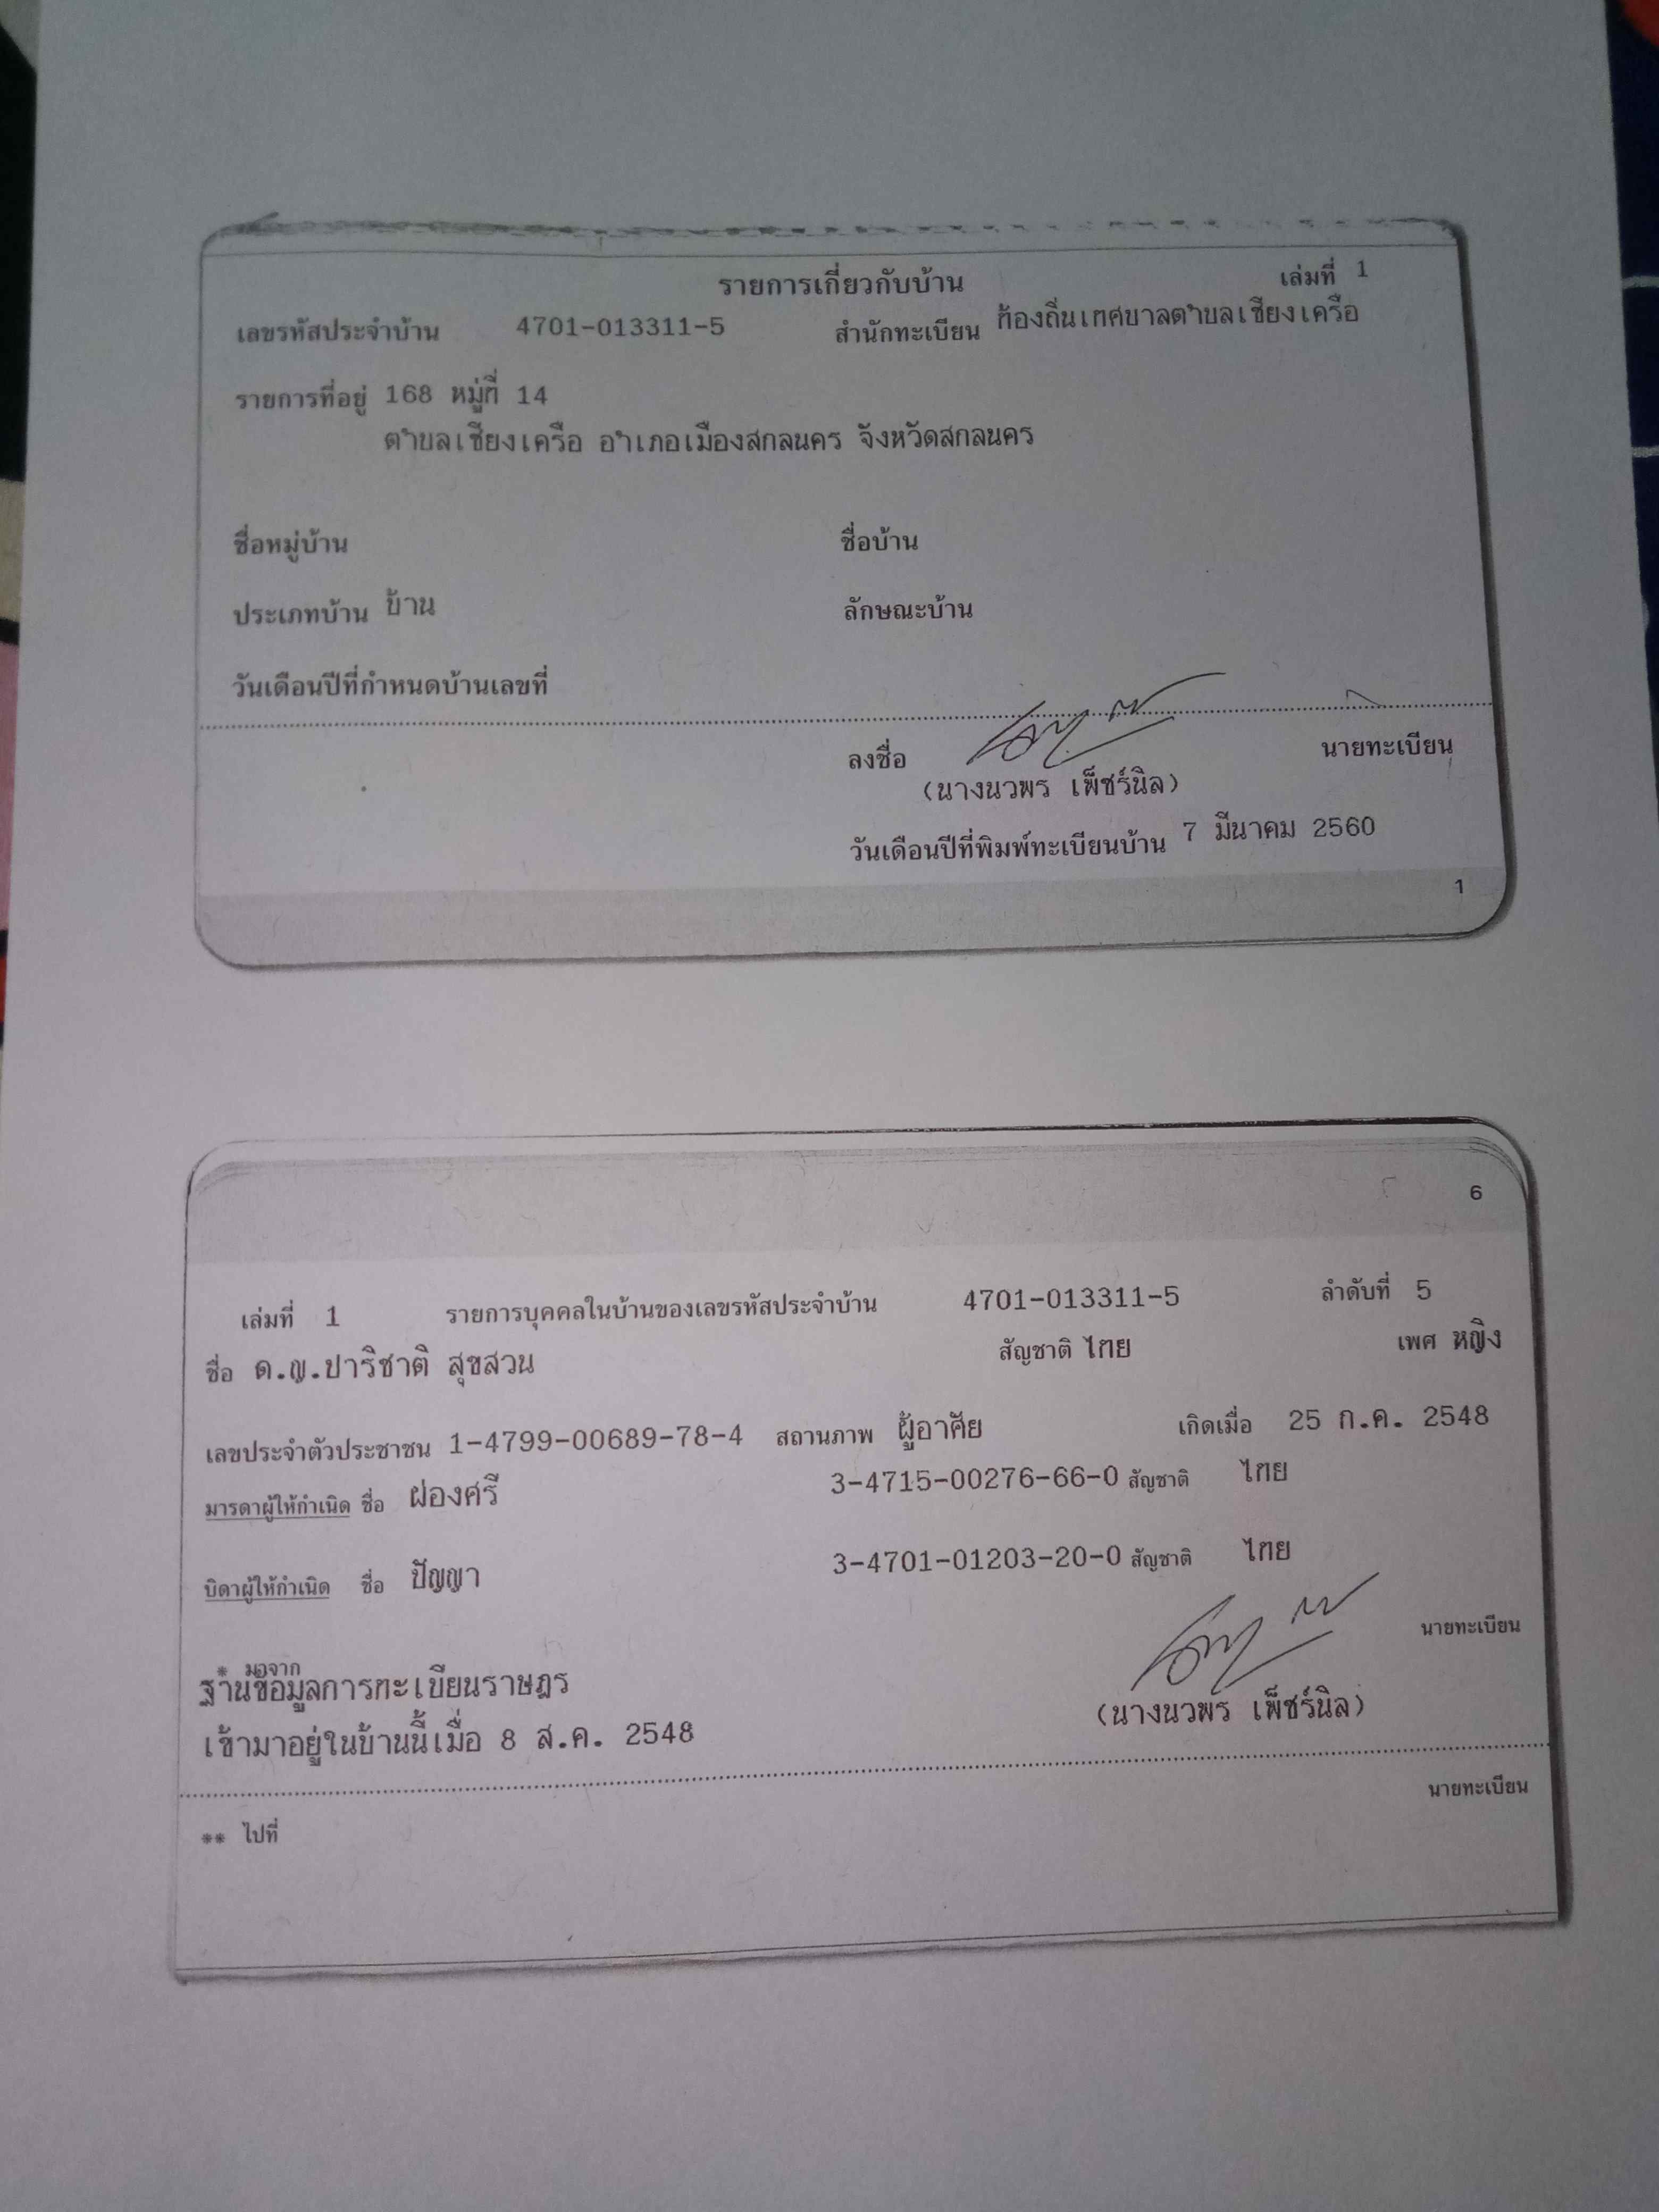 รายการเกี่ยวกับบ้าน เล่มที่ 1
เลขรหัสประจำบ้าน 4701-013311-5 สำนักทะเบียน ท้องถิ่นเทศบาลตำบลเชียงเครือ
รายการที่อยู่ 168 หมู่ที่ 14
ตำบลเชียงเครือ อำเภอเมืองสกลนคร จังหวัดสกลนคร
ชื่อหมู่บ้าน ชื่อบ้าน
ประเภทบ้าน บ้าน ลักษณะบ้าน
วันเดือนปีที่กำหนดบ้านเลขที่
ลงชื่อ นายทะเบียน
(นางนวพร เพ็ชร์นิล)
วันเดือนปีที่พิมพ์ทะเบียนบ้าน 7 มีนาคม 2560
1
6
เล่มที่ 1 รายการบุคคลในบ้านของเลขรหัสประจำบ้าน 4701-013311-5 ลำดับที่ 5
ชื่อ ด.ญ.ปาริชาติ สุขสวน สัญชาติ ไทย เพศ หญิง
เลขประจำตัวประชาชน 1-4799-00689-78-4 สถานภาพ ผู้อาศัย เกิดเมื่อ 25 ก.ค. 2548
มารดาผู้ให้กำเนิด ชื่อ ผ่องศรี 3-4715-00276-66-0 สัญชาติ ไทย
บิดาผู้ให้กำเนิด ชื่อ ปัญญา 3-4701-01203-20-0 สัญชาติ ไทย
นายทะเบียน
* มาจาก
ฐานข้อมูลการทะเบียนราษฎร
(นางนวพร เพ็ชร์นิล)
เข้ามาอยู่ในบ้านนี้เมื่อ 8 ส.ค. 2548
นายทะเบียน
** ไปที่